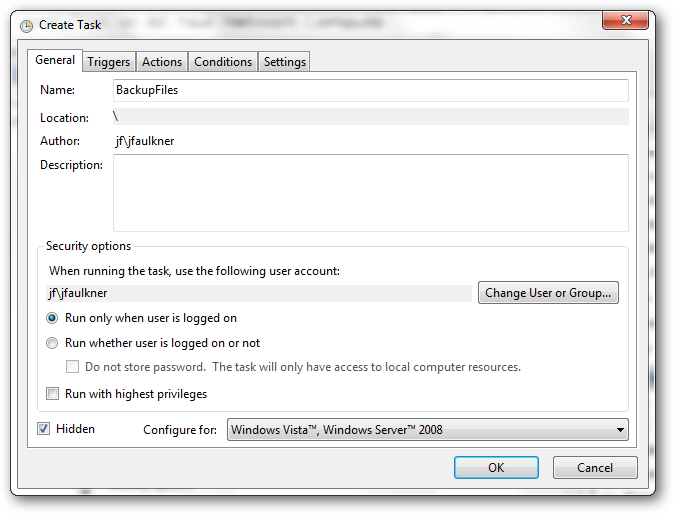 Create Task
General Triggers Actions Conditions Settings
Name: BackupFiles
Location: \
Author: jf\jfaulkner
Description:
Security options
When running the task, use the following user account:
jf\jfaulkner Change User or Group...
Run only when user is logged on
Run whether user is logged on or not
Do not store password. The task will only have access to local computer resources.
Run with highest privileges
Hidden Configure for: Windows Vista™, Windows Server™ 2008
OK Cancel